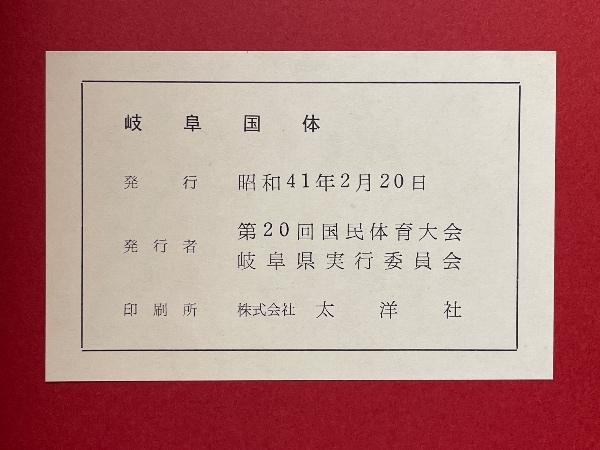 岐阜国体
発行 昭和41年2月20日
発行者 第20回国民体育大会
岐阜県実行委員会
印刷所 株式会社 太洋社